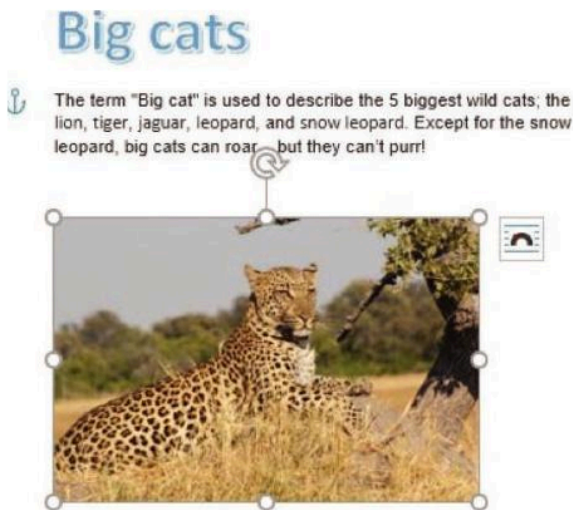 Big cats
The term "Big cat" is used to describe the 5 biggest wild cats; the
lion, tiger, jaguar, leopard, and snow leopard. Except for the snow
leopard, big cats can roar but they can't purr!